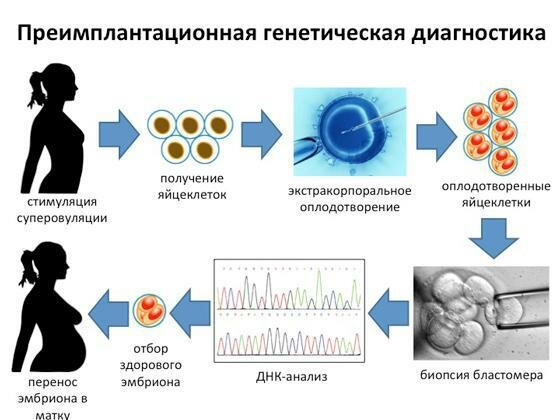 Преимплантационная генетическая диагностика
стимуляция
суперовуляции
получение
яйцеклеток
экстракорпоральное
оплодотворение
оплодотворенные
яйцеклетки
перенос
эмбриона в
матку
отбор
здорового
эмбриона
ДНК-анализ
биопсия бластомера